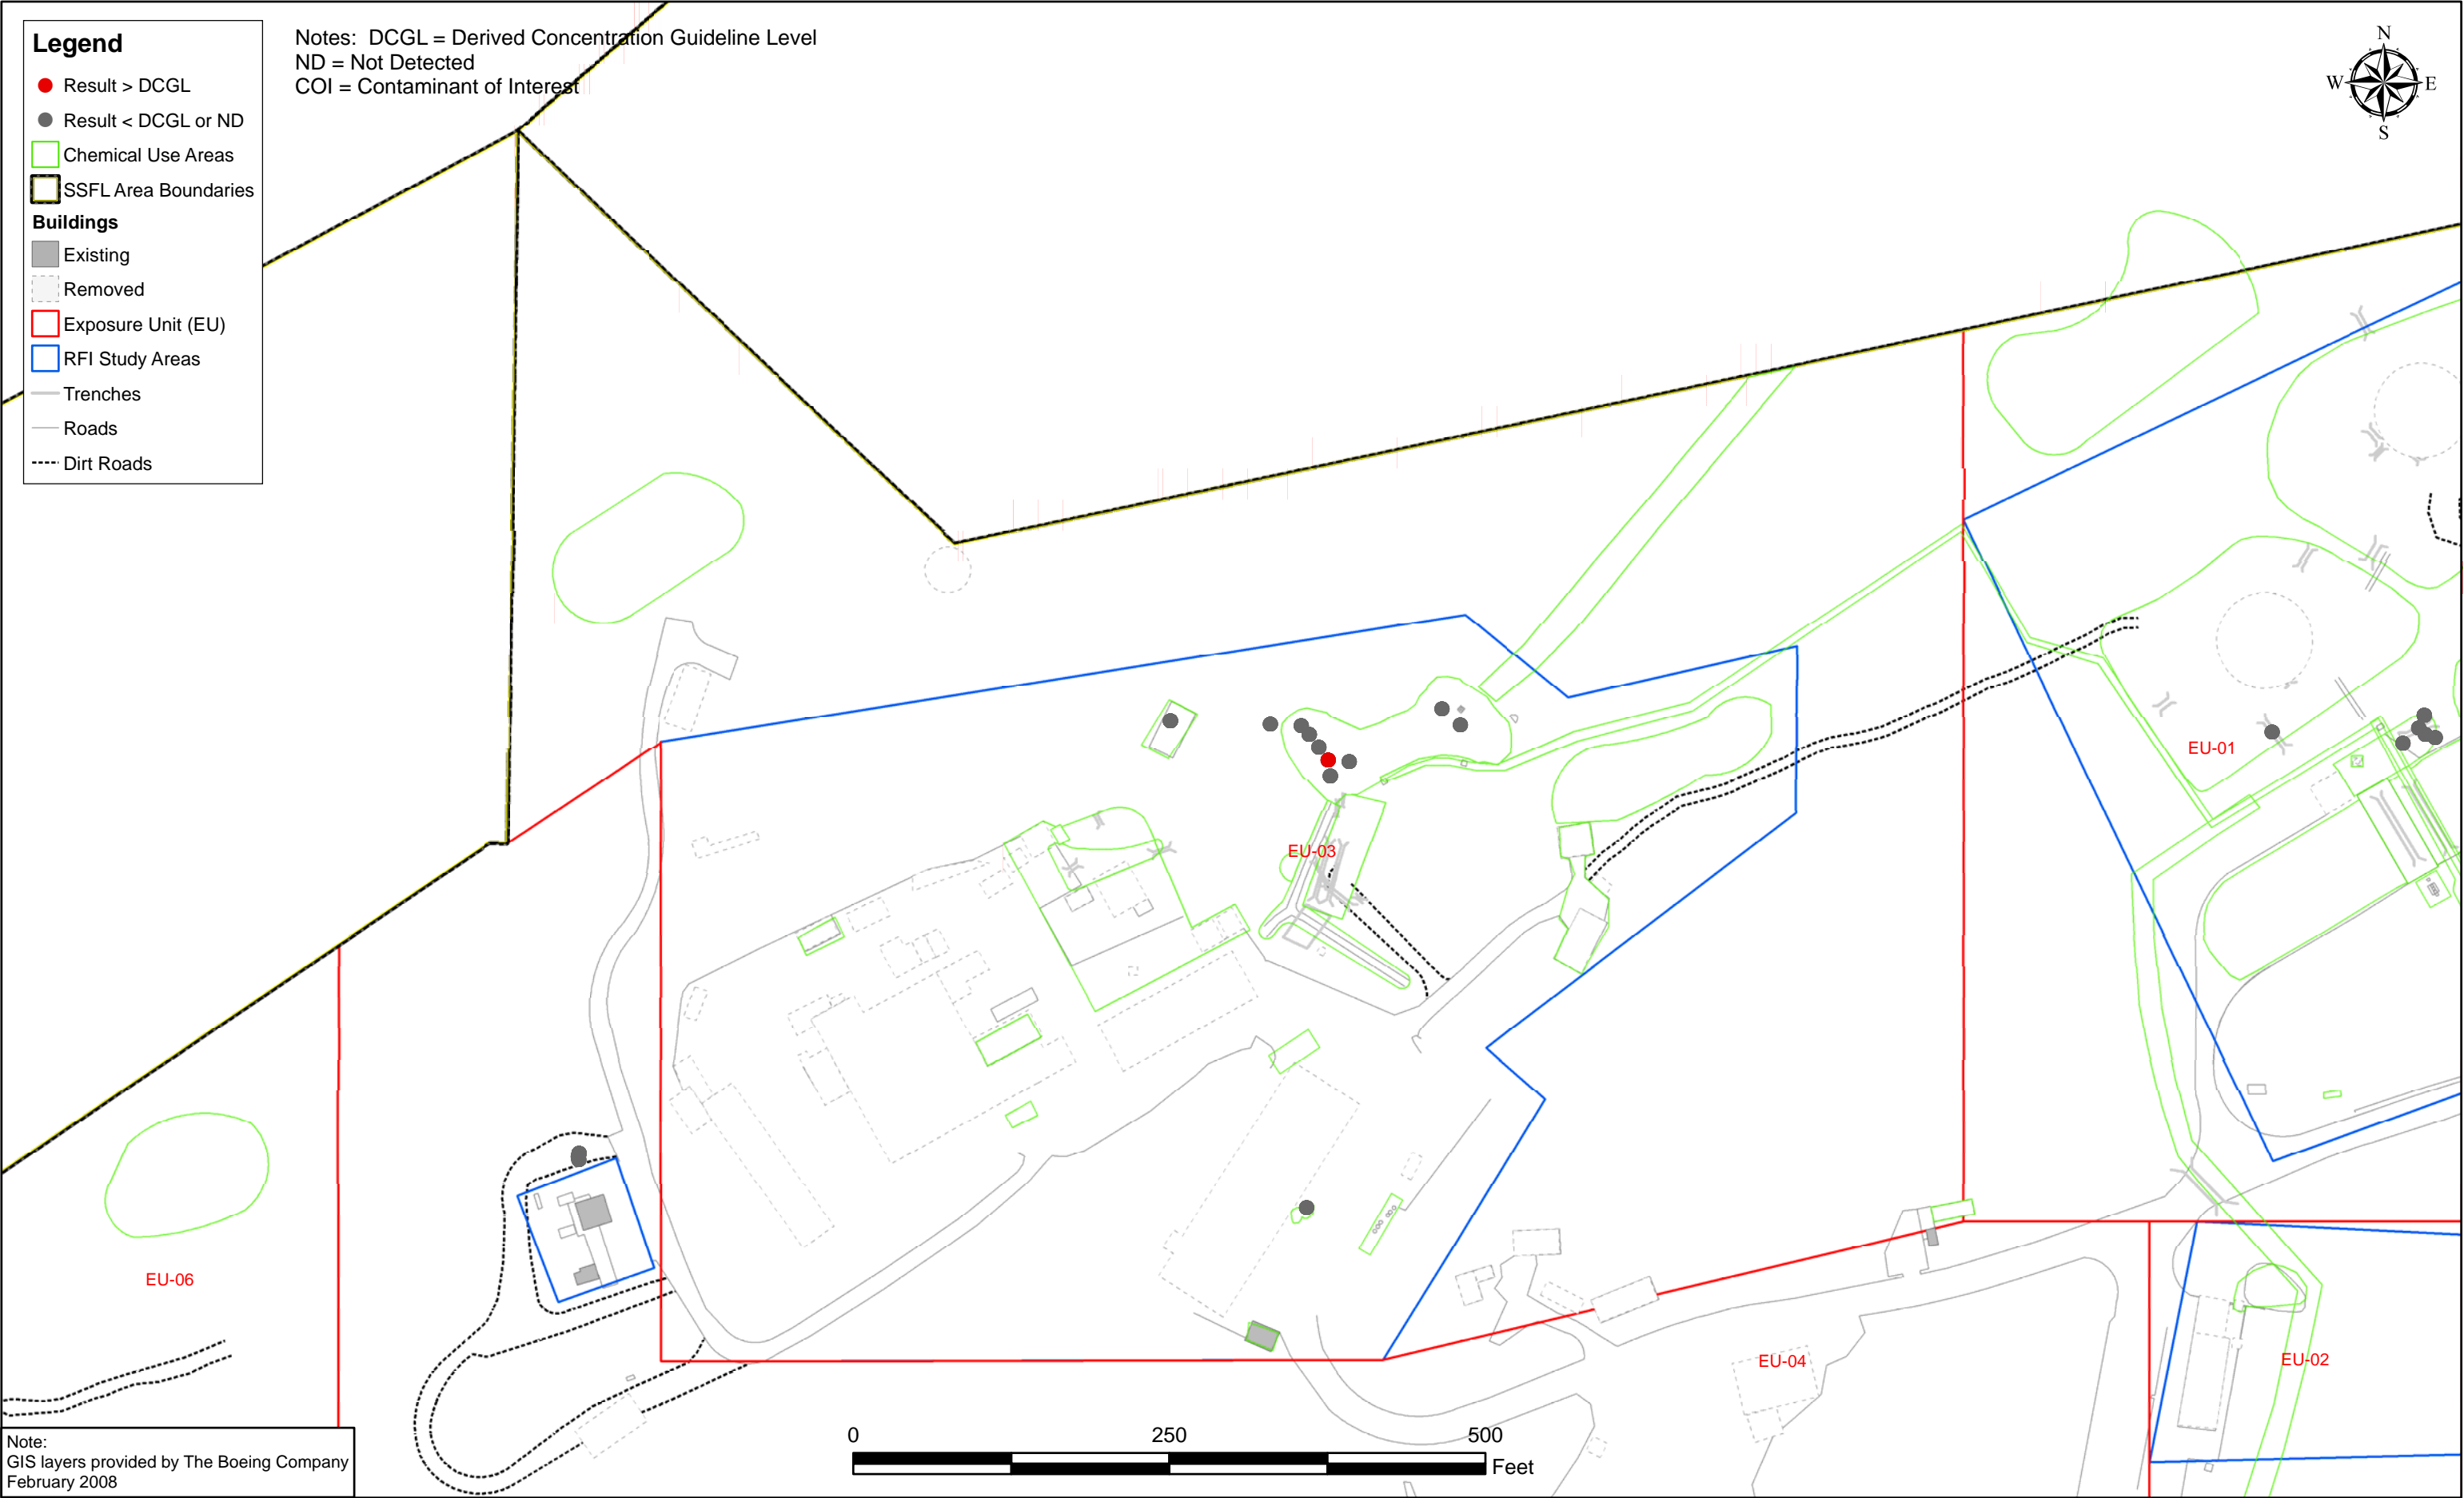 Legend
Result > DCGL
Result < DCGL or ND
Chemical Use Areas
SSFL Area Boundaries
Buildings
Existing
Removed
Exposure Unit (EU)
RFI Study Areas
Trenches
Roads
Dirt Roads
Notes: DCGL = Derived Concentration Guideline Level
ND = Not Detected
COI = Contaminant of Interest
N
W E
S
EU-01
EU-03
EU-06
EU-04
EU-02
0 250 500
Feet
Note:
GIS layers provided by The Boeing Company
February 2008